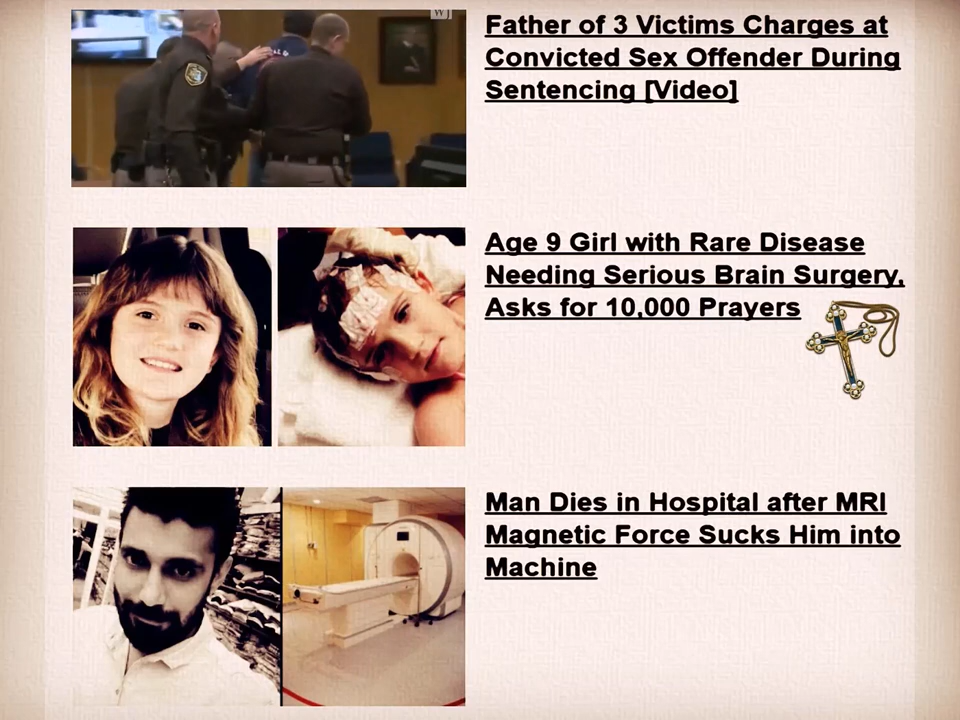 Father of 3 Victims Charges at
Convicted Sex Offender During
Sentencing [Video]
Age 9 Girl with Rare Disease
Needing Serious Brain Surgery,
Asks for 10,000 Prayers
Man Dies in Hospital after MRI
Magnetic Force Sucks Him into
Machine